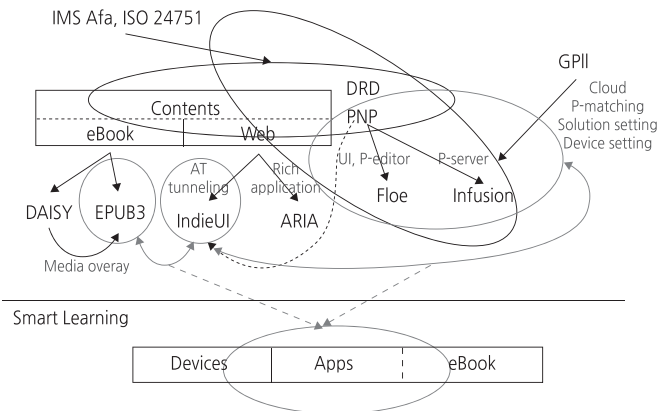 IMS Afa, ISO 24751
GPII
Cloud
P-matching
Solution setting
Device setting
DRD
PNP
Contents
eBook
Web
UI, P-editor
P-server
AT
tunneling
Rich
application
DAISY
EPUB3
IndieUI
ARIA
Floe
Infusion
Media overay
Smart Learning
Devices
Apps
eBook